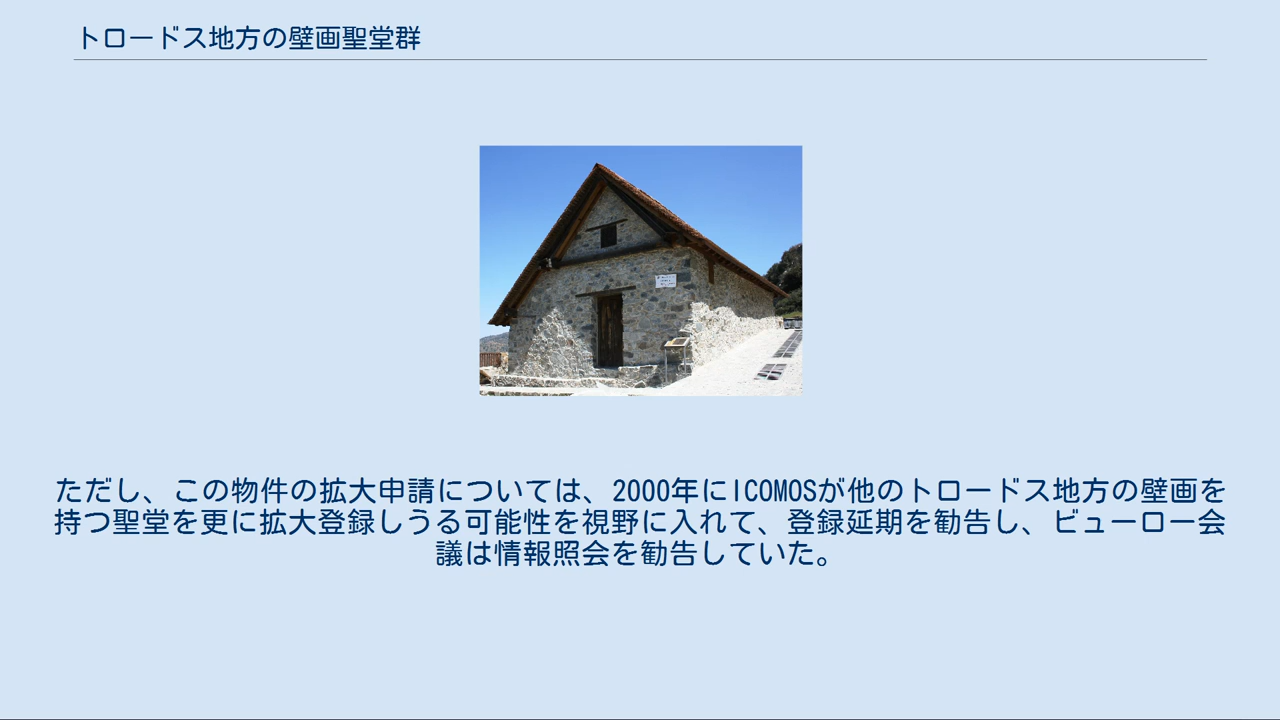 トロードス地方の壁画聖堂群
ただし、この物件の拡大申請については、2000年にICOMOSが他のトロードス地方の壁画を
持つ聖堂を更に拡大登録しうる可能性を視野に入れて、登録延期を勧告し、ビューロー会
議は情報照会を勧告していた。